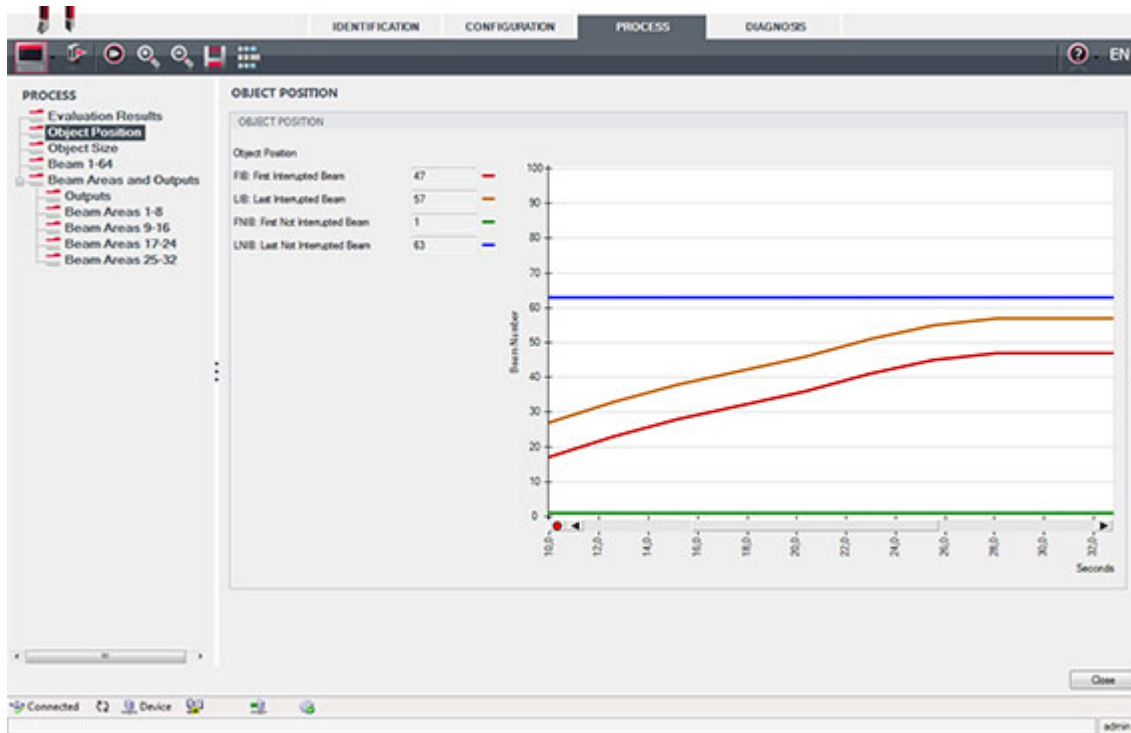 IDENTIFICATION CONFIGURATION PROCESS DIAGNOSIS
? EN
PROCESS
Evaluation Results
Object Position
Object Size
Beam 1-64
Beam Areas and Outputs
Outputs
Beam Areas 1-8
Beam Areas 9-16
Beam Areas 17-24
Beam Areas 25-32
OBJECT POSITION
OBJECT POSITION
Object Position
FIB: First Interrupted Beam 47
LIB: Last Interrupted Beam 57
FNIB: First Not Interrupted Beam 1
LNIB: Last Not Interrupted Beam 63
100
90
80
70
60
50
40
30
20
10
0
Beam Number
10,0 12,0 14,0 16,0 18,0 20,0 22,0 24,0 26,0 28,0 30,0 32,0
Seconds
Close
Connected Device
admin